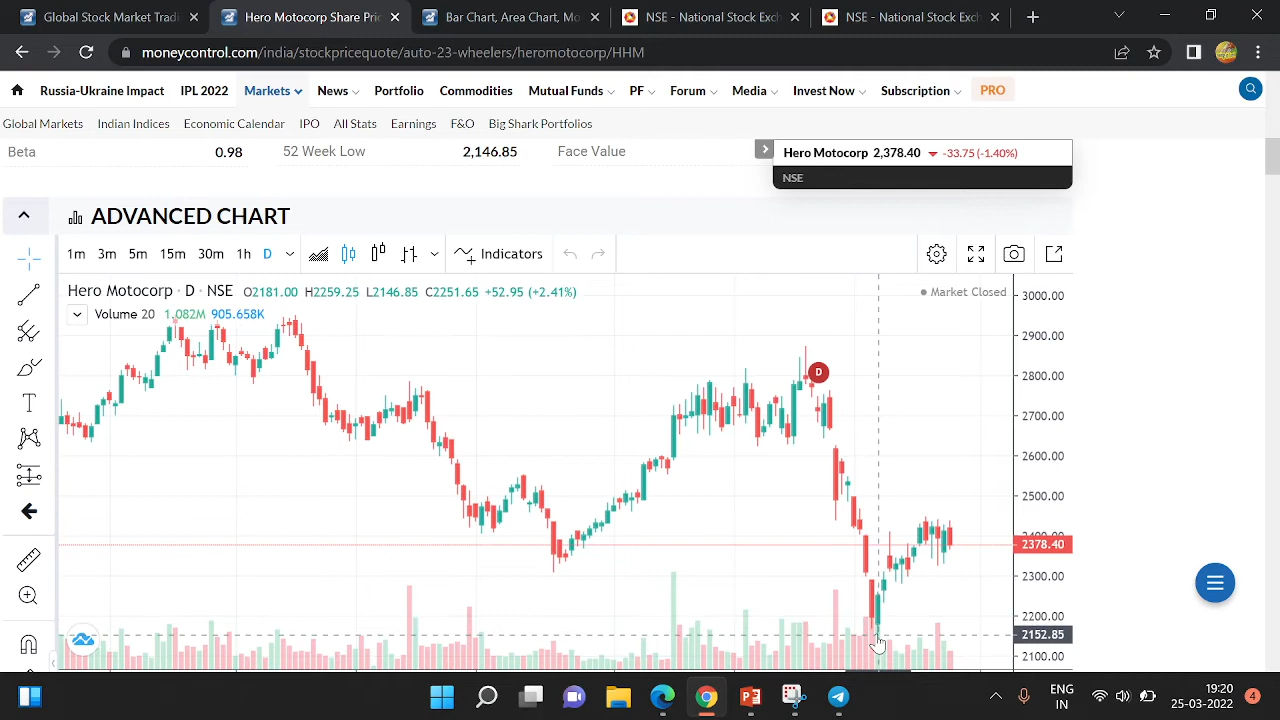 Global Stock Market Tradi
Hero Motocorp Share Pric
Bar Chart, Area Chart, Mo
NSE - National Stock Exch
NSE - National Stock Exch
moneycontrol.com/india/stockpricequote/auto-23-wheelers/heromotocorp/HHM
Russia-Ukraine Impact IPL 2022 Markets News Portfolio Commodities Mutual Funds PF Forum Media Invest Now Subscription PRO
Global Markets Indian Indices Economic Calendar IPO All Stats Earnings F&O Big Shark Portfolios
Beta 0.98 52 Week Low 2,146.85 Face Value
Hero Motocorp 2,378.40 -33.75 (-1.40%)
NSE
ADVANCED CHART
1m 3m 5m 15m 30m 1h D Indicators
Hero Motocorp · D · NSE O2181.00 H2259.25 L2146.85 C2251.65 +52.95 (+2.41%)
Market Closed
Volume 20 1.082M 905.658K
3000.00
2900.00
2800.00
D
2700.00
2600.00
2500.00
2378.40
2300.00
2200.00
2152.85
2100.00
ENG
IN
19:20
25-03-2022
4